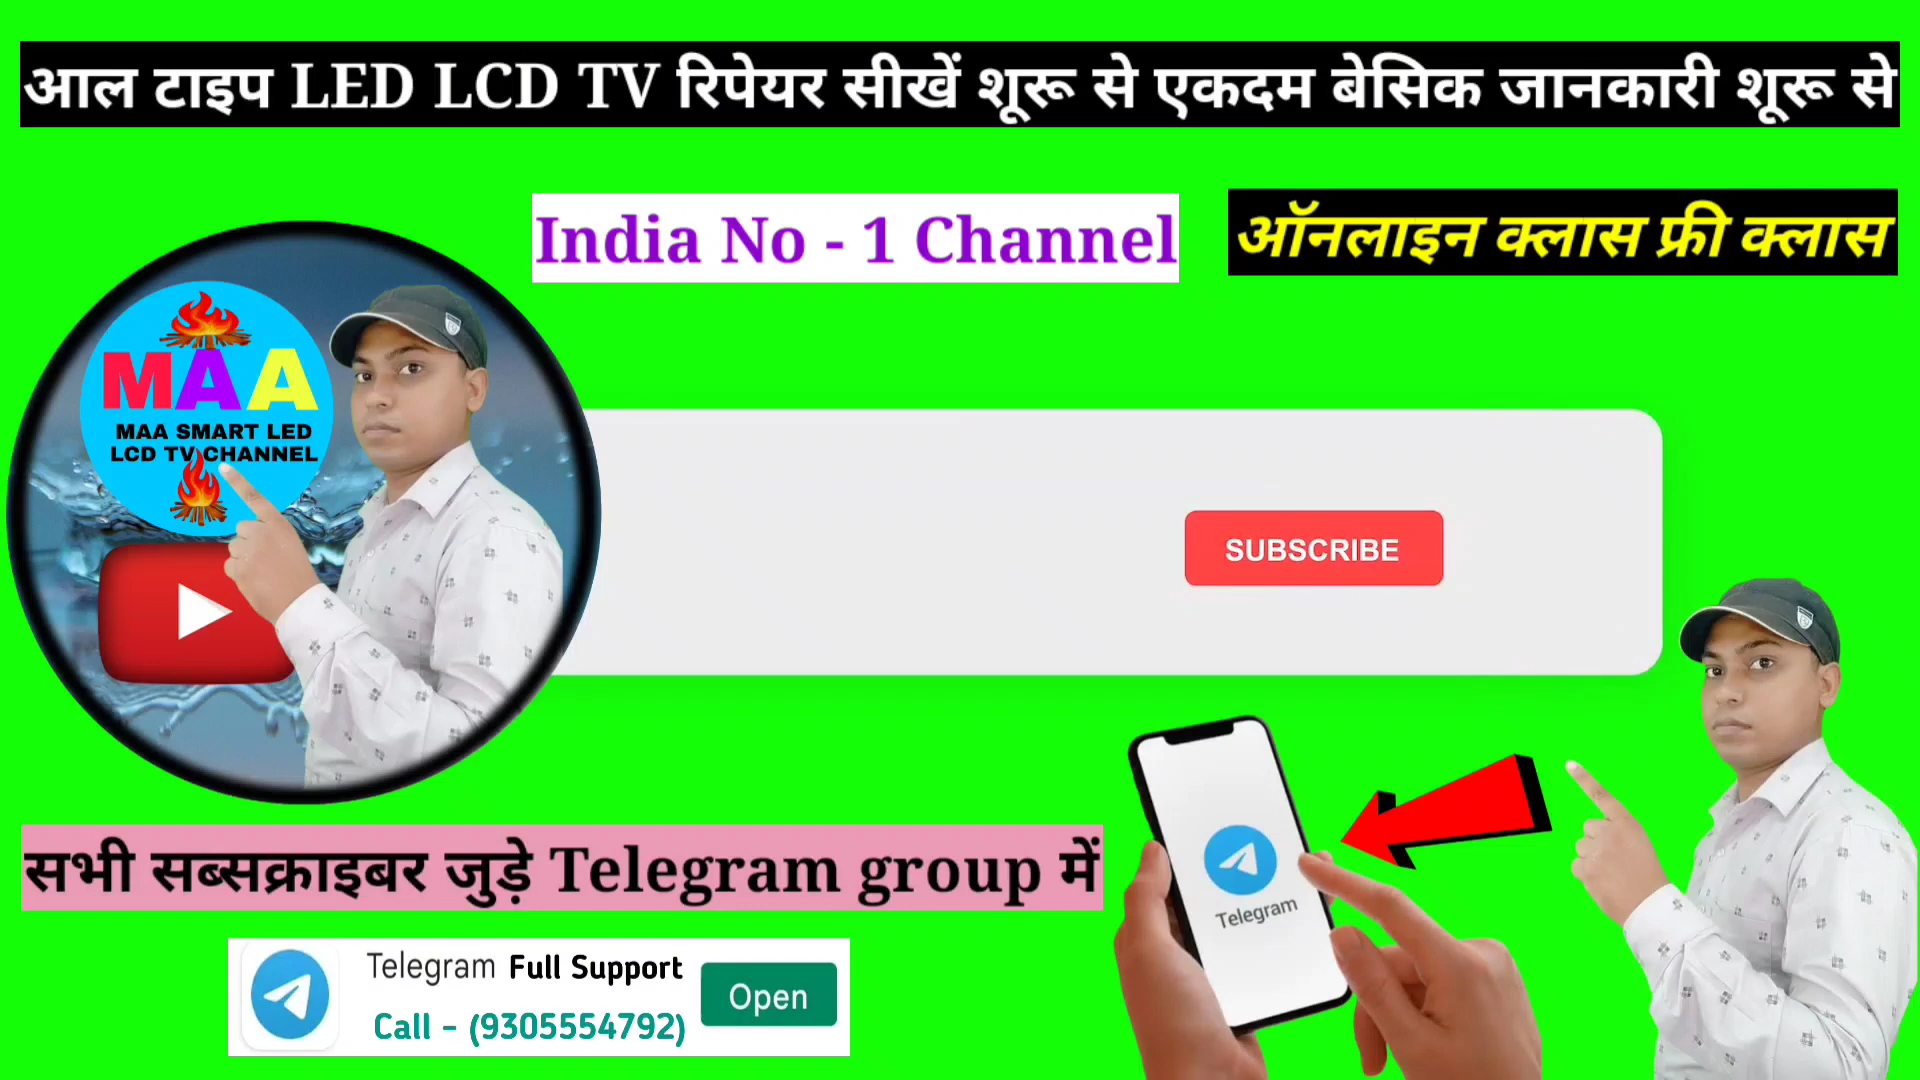 आल टाइप LED LCD TV रिपेयर सीखें शूरू से एकदम बेसिक जानकारी शूरू से
India No - 1 Channel
ऑनलाइन क्लास फ्री क्लास
MAA
MAA SMART LED
LCD TV CHANNEL
SUBSCRIBE
Telegram
सभी सब्सक्राइबर जुड़े Telegram group में
Telegram Full Support
Open
Call - (9305554792)